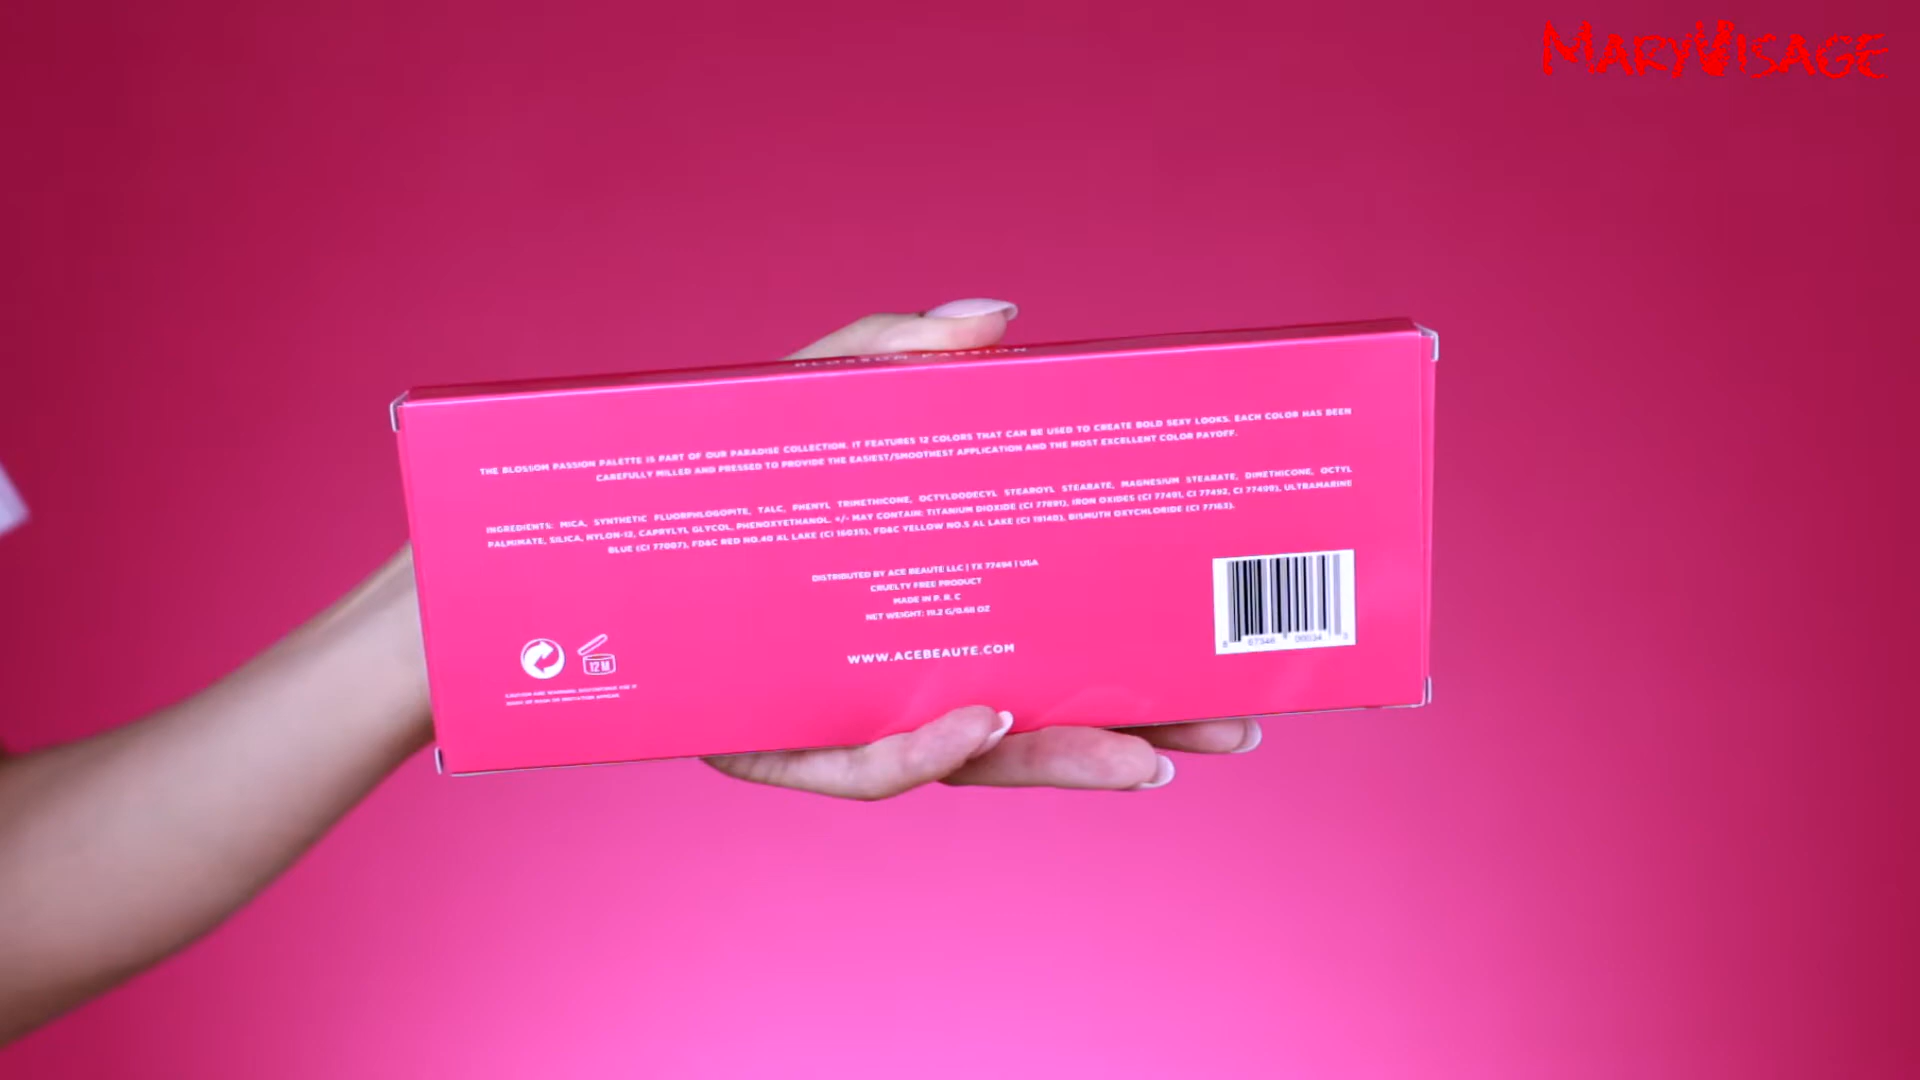 MARYVISAGE
BLOSSOM PASSION
THE BLOSSOM PASSION PALETTE IS PART OF OUR PARADISE COLLECTION. IT FEATURES 12 COLORS THAT CAN BE USED TO CREATE BOLD SEXY LOOKS. EACH COLOR HAS BEEN
CAREFULLY MILLED AND PRESSED TO PROVIDE THE EASIEST/SMOOTHEST APPLICATION AND THE MOST EXCELLENT COLOR PAYOFF.
INGREDIENTS: MICA, SYNTHETIC FLUORPHLOGOPITE, TALC, PHENYL TRIMETHICONE, OCTYLDODECYL STEAROYL STEARATE, MAGNESIUM STEARATE, DIMETHICONE, OCTYL
PALMINATE, SILICA, NYLON-12, CAPRYLYL GLYCOL, PHENOXYETHANOL. +/- MAY CONTAIN: TITANIUM DIOXIDE (CI 77891), IRON OXIDES (CI 77491, CI 77492, CI 77499), ULTRAMARINE
BLUE (CI 77007), FD&C RED NO.40 AL LAKE (CI 16035), FD&C YELLOW NO.5 AL LAKE (CI 19140), BISMUTH OXYCHLORIDE (CI 77163).
DISTRIBUTED BY ACE BEAUTE LLC | TX 77494 | USA
CRUELTY FREE PRODUCT
MADE IN P. R. C
NET WEIGHT: 19.2 G/0.68 OZ
WWW.ACEBEAUTE.COM
12 M